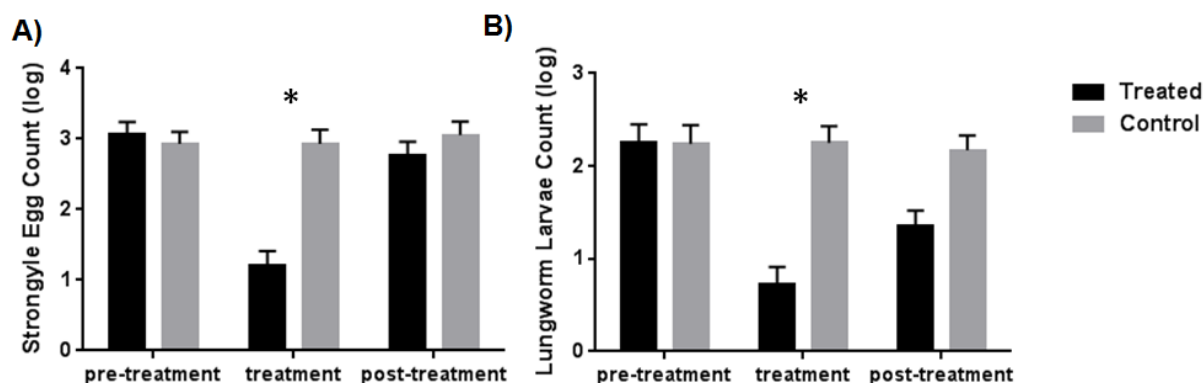 A)
Strongyle Egg Count (log)
4
3
2
1
0
*
pre-treatment treatment post-treatment
B)
Lungworm Larvae Count (log)
3
2
1
0
*
pre-treatment treatment post-treatment
Treated
Control